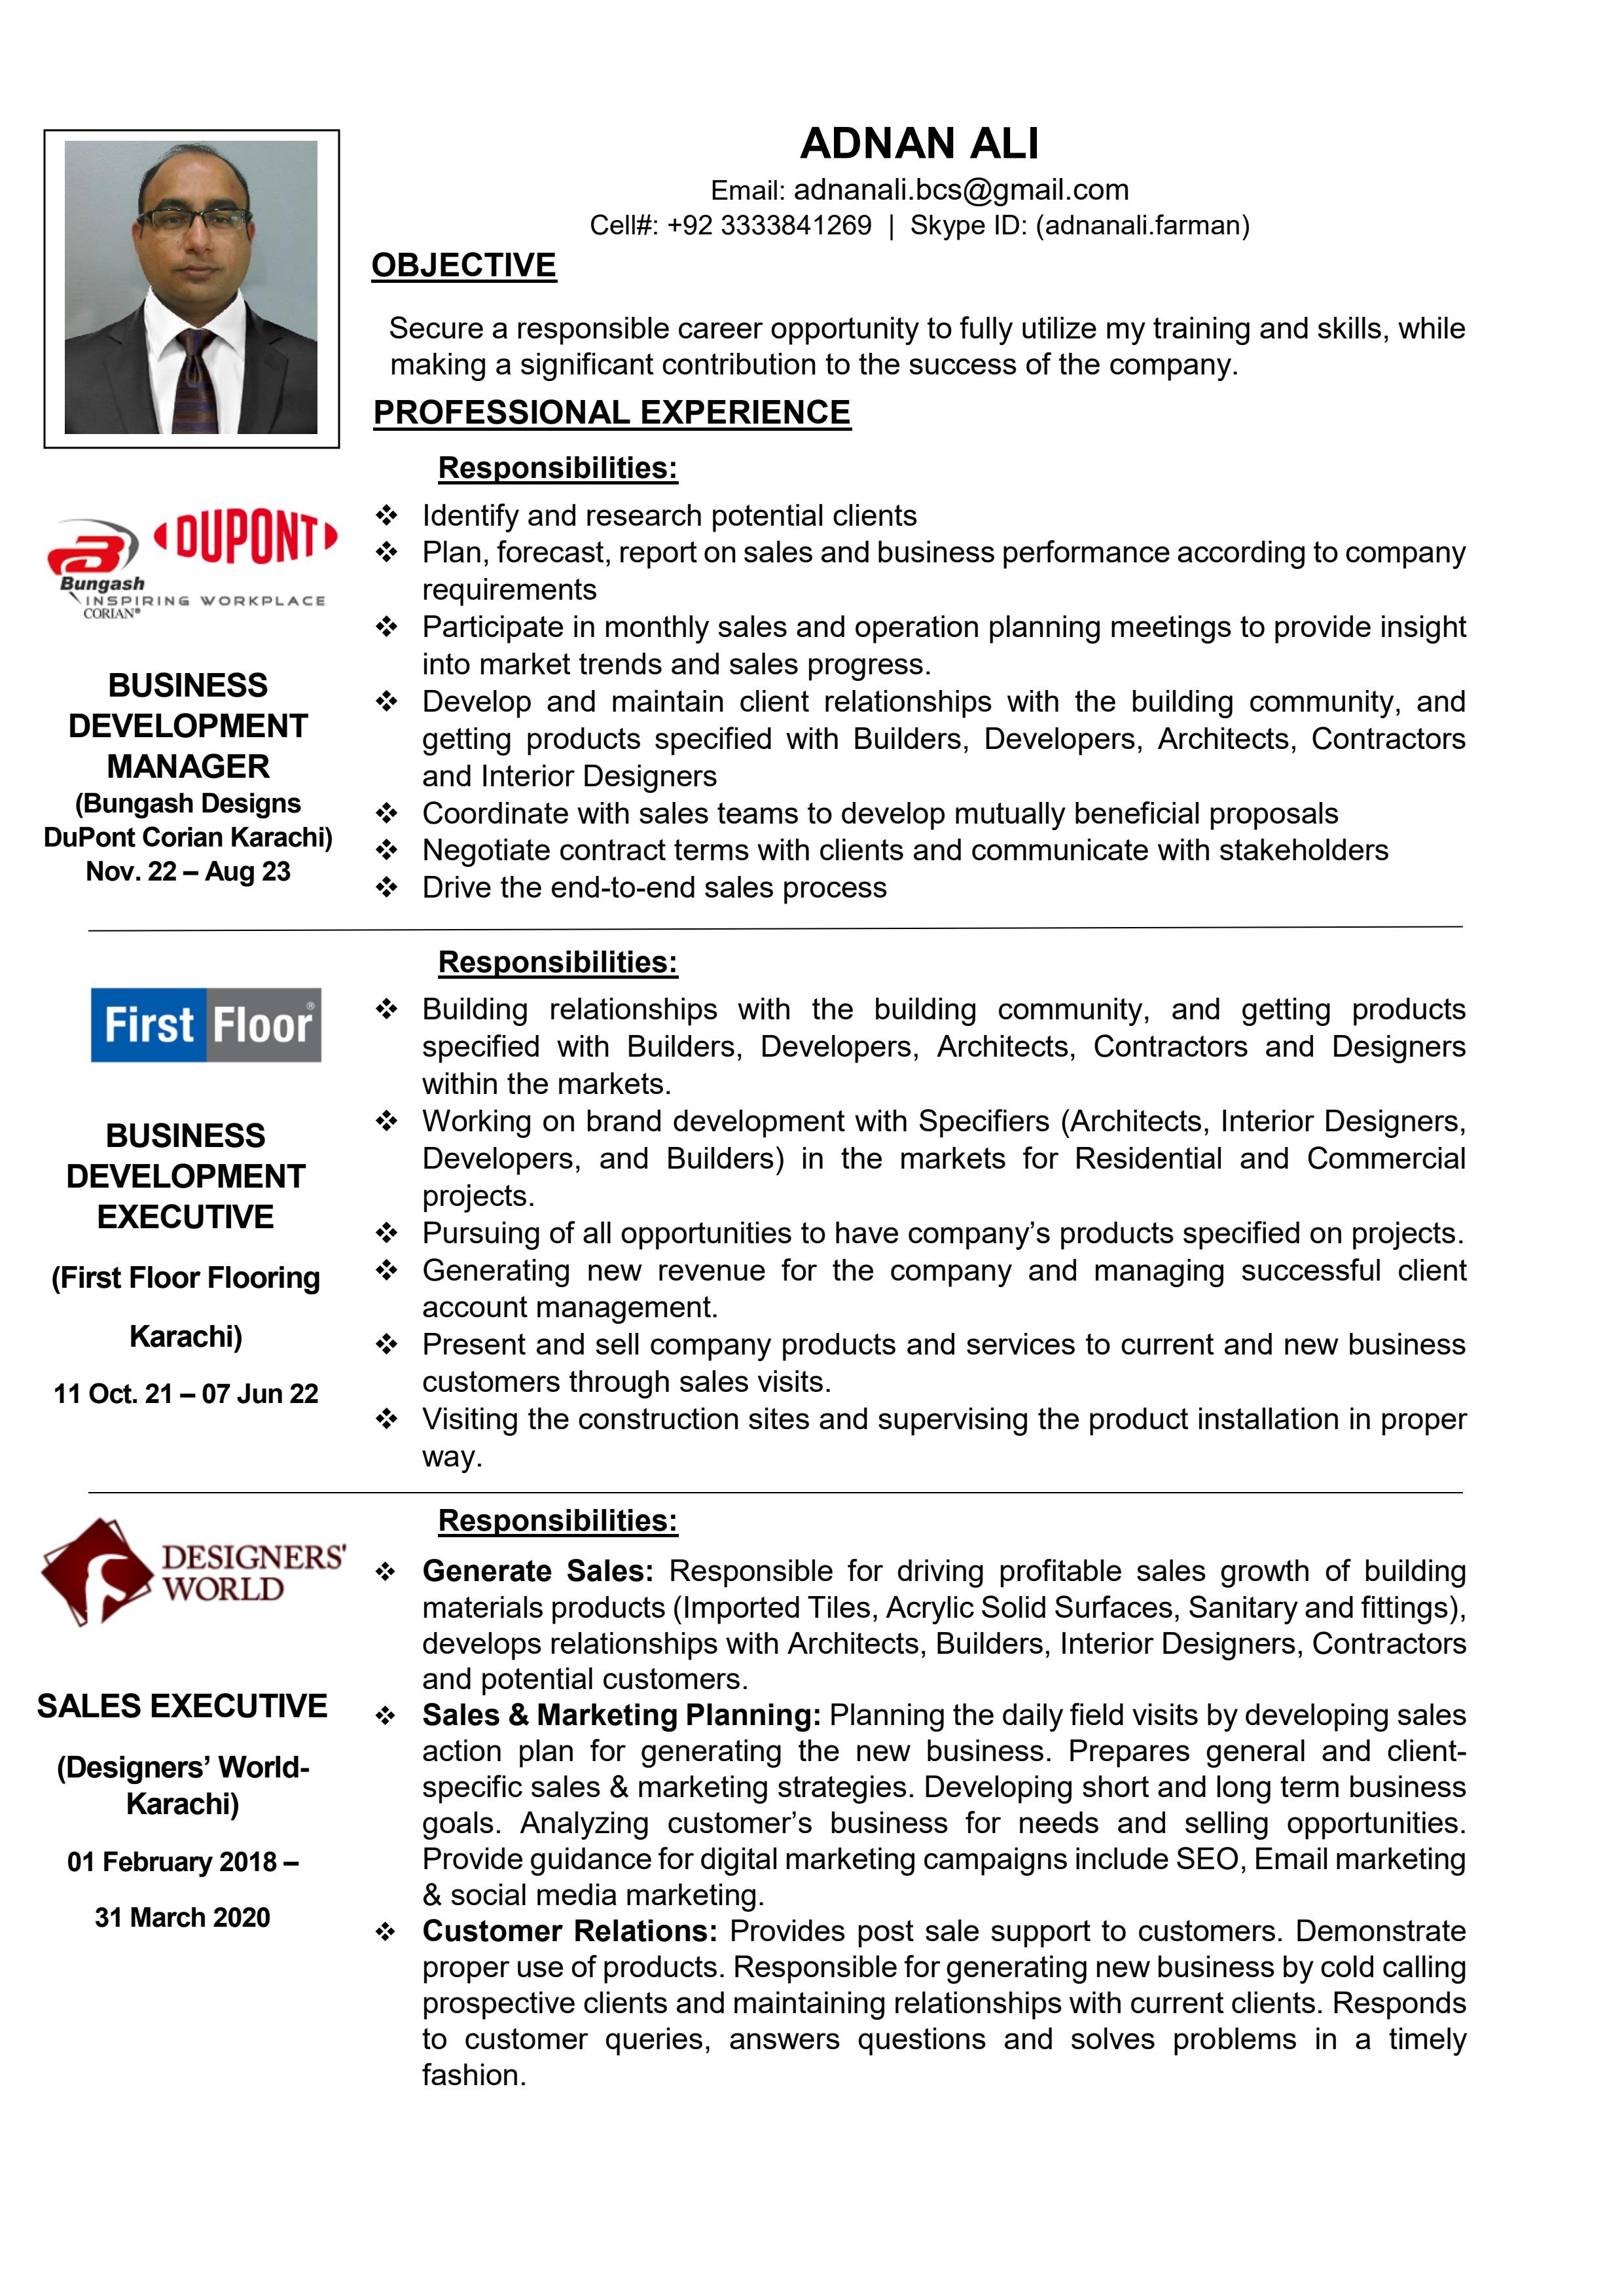 ADNAN ALI
Email: adnanali.bcs@gmail.com
Cell#: +92 3333841269 | Skype ID: (adnanali.farman)
OBJECTIVE
Secure a responsible career opportunity to fully utilize my training and skills, while
making a significant contribution to the success of the company.
PROFESSIONAL EXPERIENCE
Bungash
CORIAN®
DUPONT
INSPIRING WORKPLACE
BUSINESS
DEVELOPMENT
MANAGER
(Bungash Designs
DuPont Corian Karachi)
Nov. 22 – Aug 23
Responsibilities:
❖ Identify and research potential clients
❖ Plan, forecast, report on sales and business performance according to company
requirements
❖ Participate in monthly sales and operation planning meetings to provide insight
into market trends and sales progress.
❖ Develop and maintain client relationships with the building community, and
getting products specified with Builders, Developers, Architects, Contractors
and Interior Designers
❖ Coordinate with sales teams to develop mutually beneficial proposals
❖ Negotiate contract terms with clients and communicate with stakeholders
❖ Drive the end-to-end sales process
First Floor®
BUSINESS
DEVELOPMENT
EXECUTIVE
(First Floor Flooring
Karachi)
11 Oct. 21 – 07 Jun 22
Responsibilities:
❖ Building relationships with the building community, and getting products
specified with Builders, Developers, Architects, Contractors and Designers
within the markets.
❖ Working on brand development with Specifiers (Architects, Interior Designers,
Developers, and Builders) in the markets for Residential and Commercial
projects.
❖ Pursuing of all opportunities to have company’s products specified on projects.
❖ Generating new revenue for the company and managing successful client
account management.
❖ Present and sell company products and services to current and new business
customers through sales visits.
❖ Visiting the construction sites and supervising the product installation in proper
way.
DESIGNERS'
WORLD
SALES EXECUTIVE
(Designers’ World-
Karachi)
01 February 2018 –
31 March 2020
Responsibilities:
❖ Generate Sales: Responsible for driving profitable sales growth of building
materials products (Imported Tiles, Acrylic Solid Surfaces, Sanitary and fittings),
develops relationships with Architects, Builders, Interior Designers, Contractors
and potential customers.
❖ Sales & Marketing Planning: Planning the daily field visits by developing sales
action plan for generating the new business. Prepares general and client-
specific sales & marketing strategies. Developing short and long term business
goals. Analyzing customer’s business for needs and selling opportunities.
Provide guidance for digital marketing campaigns include SEO, Email marketing
& social media marketing.
❖ Customer Relations: Provides post sale support to customers. Demonstrate
proper use of products. Responsible for generating new business by cold calling
prospective clients and maintaining relationships with current clients. Responds
to customer queries, answers questions and solves problems in a timely
fashion.